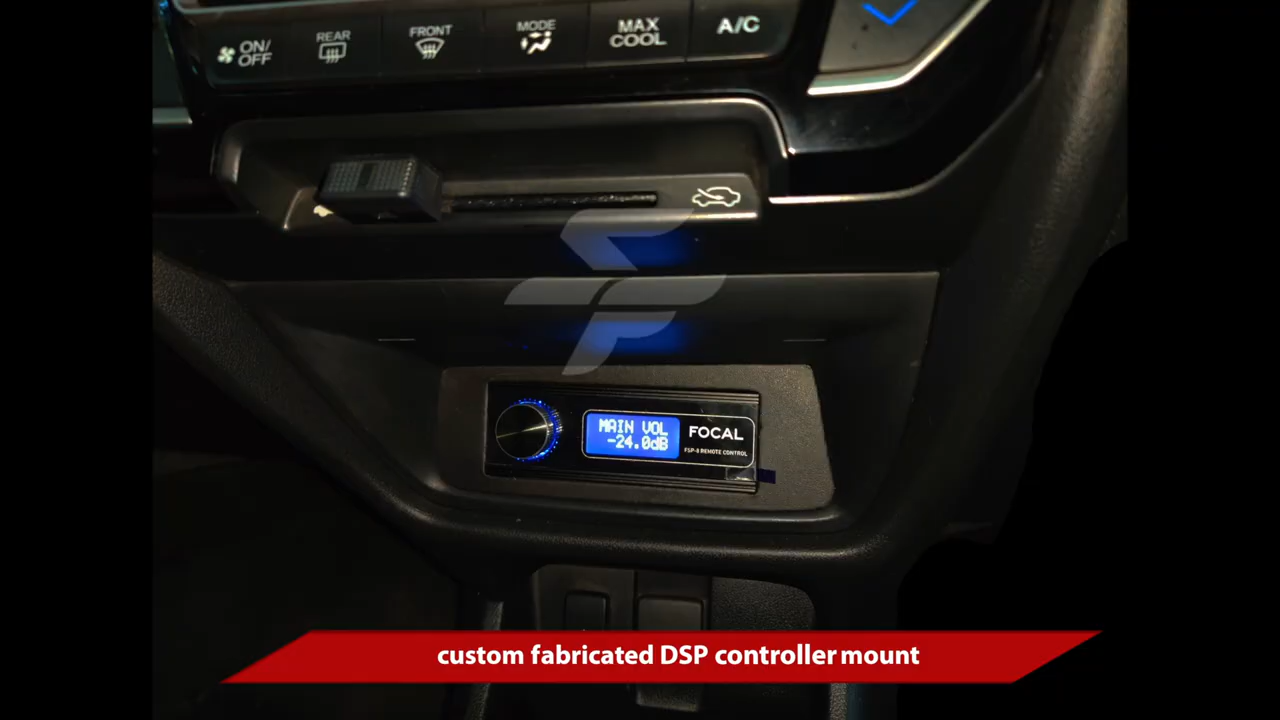 ON/
OFF
REAR
FRONT
MODE
MAX
COOL
A/C
MAIN VOL
-24.0dB
FOCAL
FSP-8 REMOTE CONTROL
custom fabricated DSP controller mount